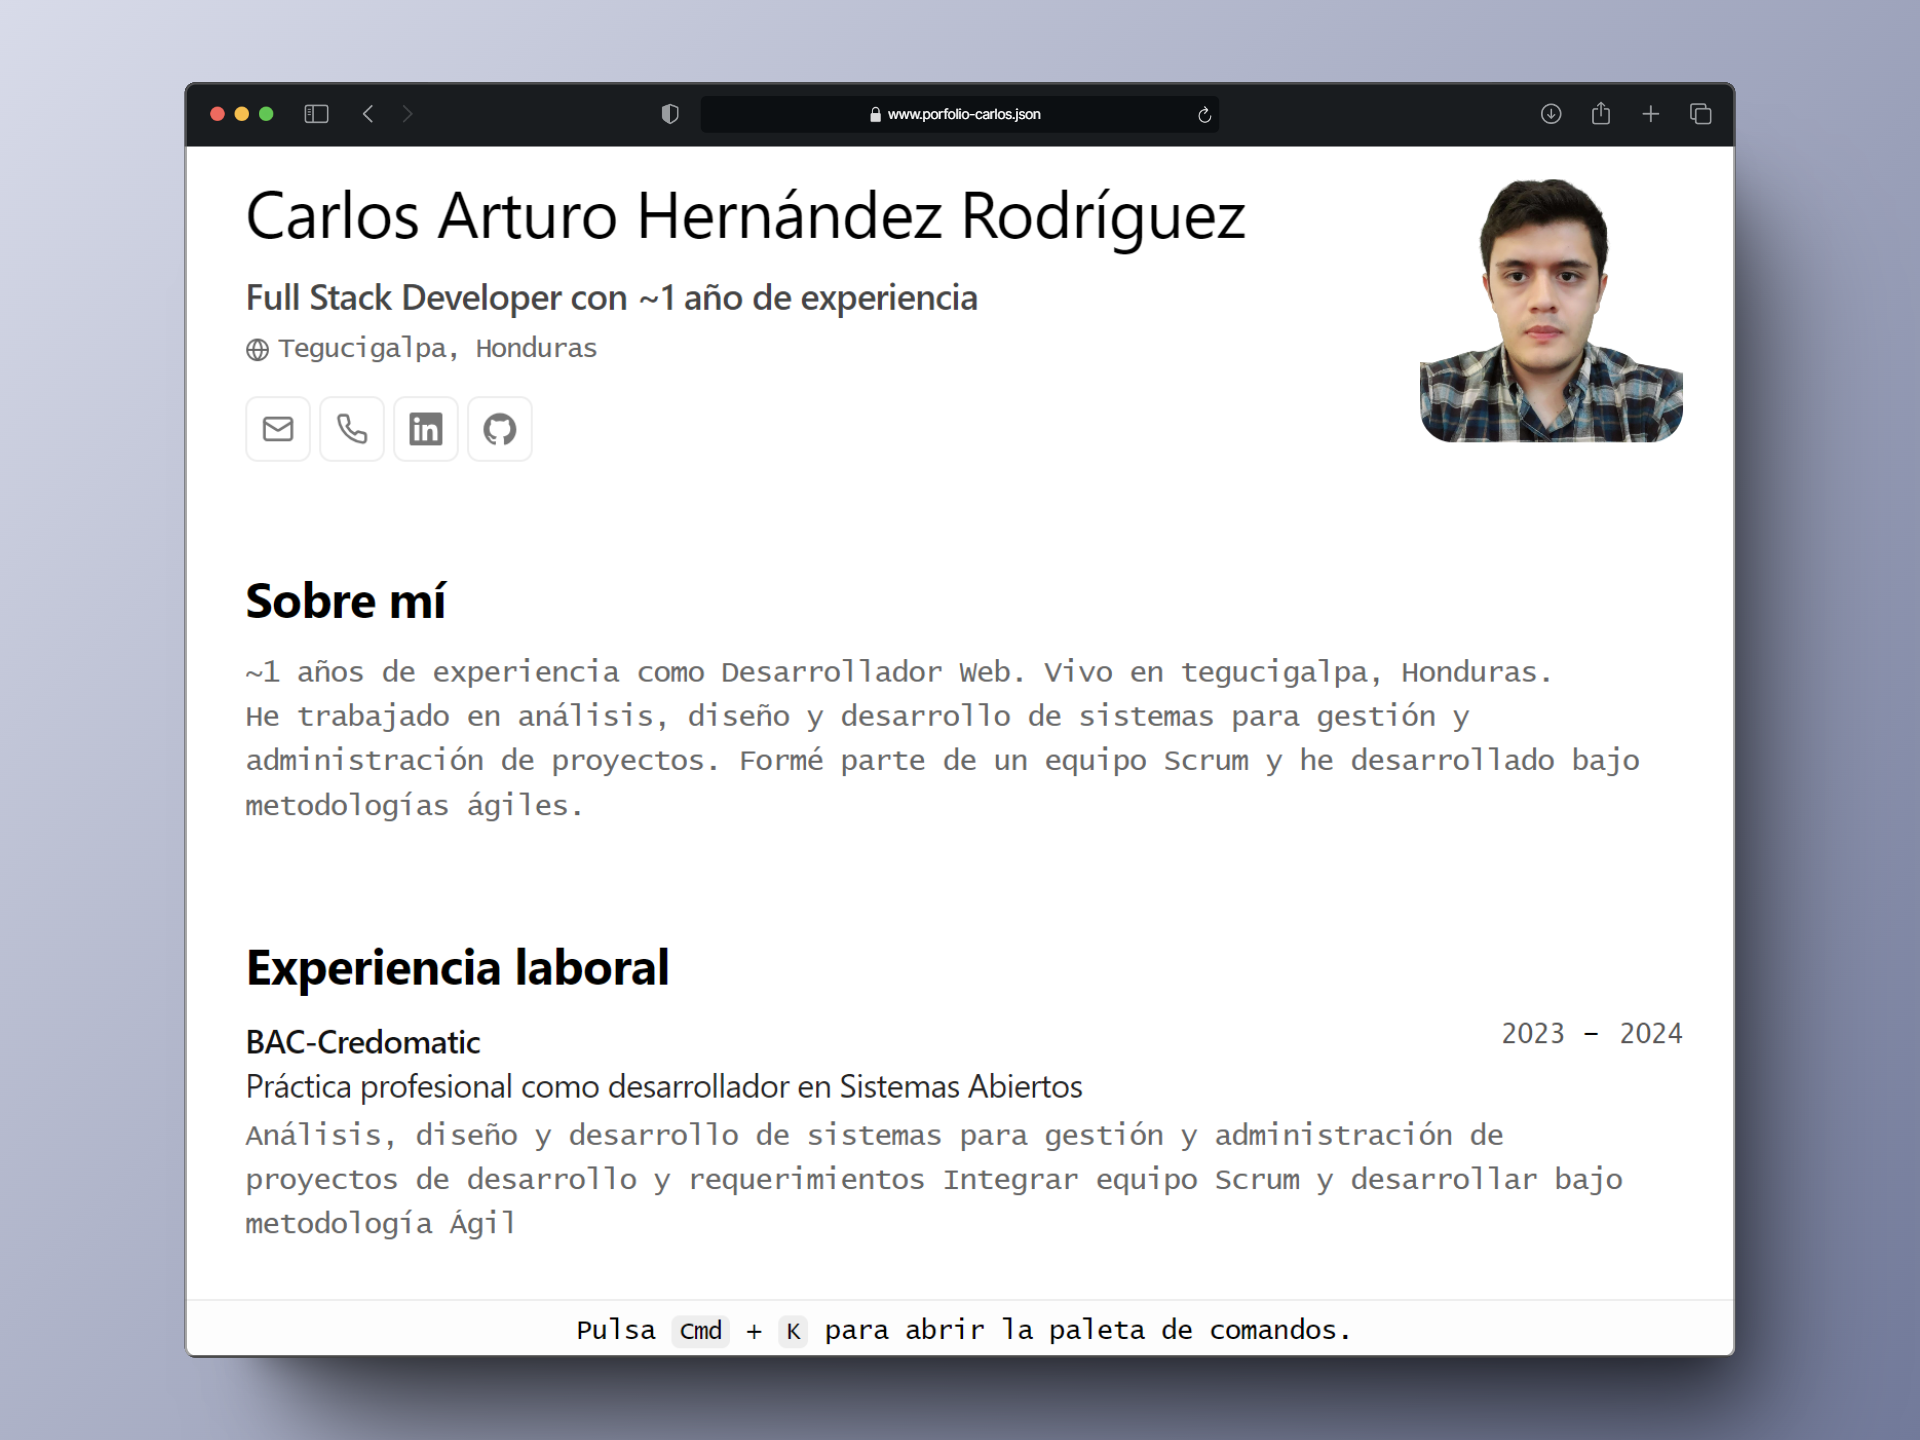 www.porfolio-carlos.json
Carlos Arturo Hernández Rodríguez
Full Stack Developer con ~1 año de experiencia
Tegucigalpa, Honduras
in
Sobre mí
~1 años de experiencia como Desarrollador Web. Vivo en tegucigalpa, Honduras.
He trabajado en análisis, diseño y desarrollo de sistemas para gestión y
administración de proyectos. Formé parte de un equipo Scrum y he desarrollado bajo
metodologías ágiles.
Experiencia laboral
BAC-Credomatic
2023 - 2024
Práctica profesional como desarrollador en Sistemas Abiertos
Análisis, diseño y desarrollo de sistemas para gestión y administración de
proyectos de desarrollo y requerimientos Integrar equipo Scrum y desarrollar bajo
metodología Ágil
Pulsa Cmd + K para abrir la paleta de comandos.